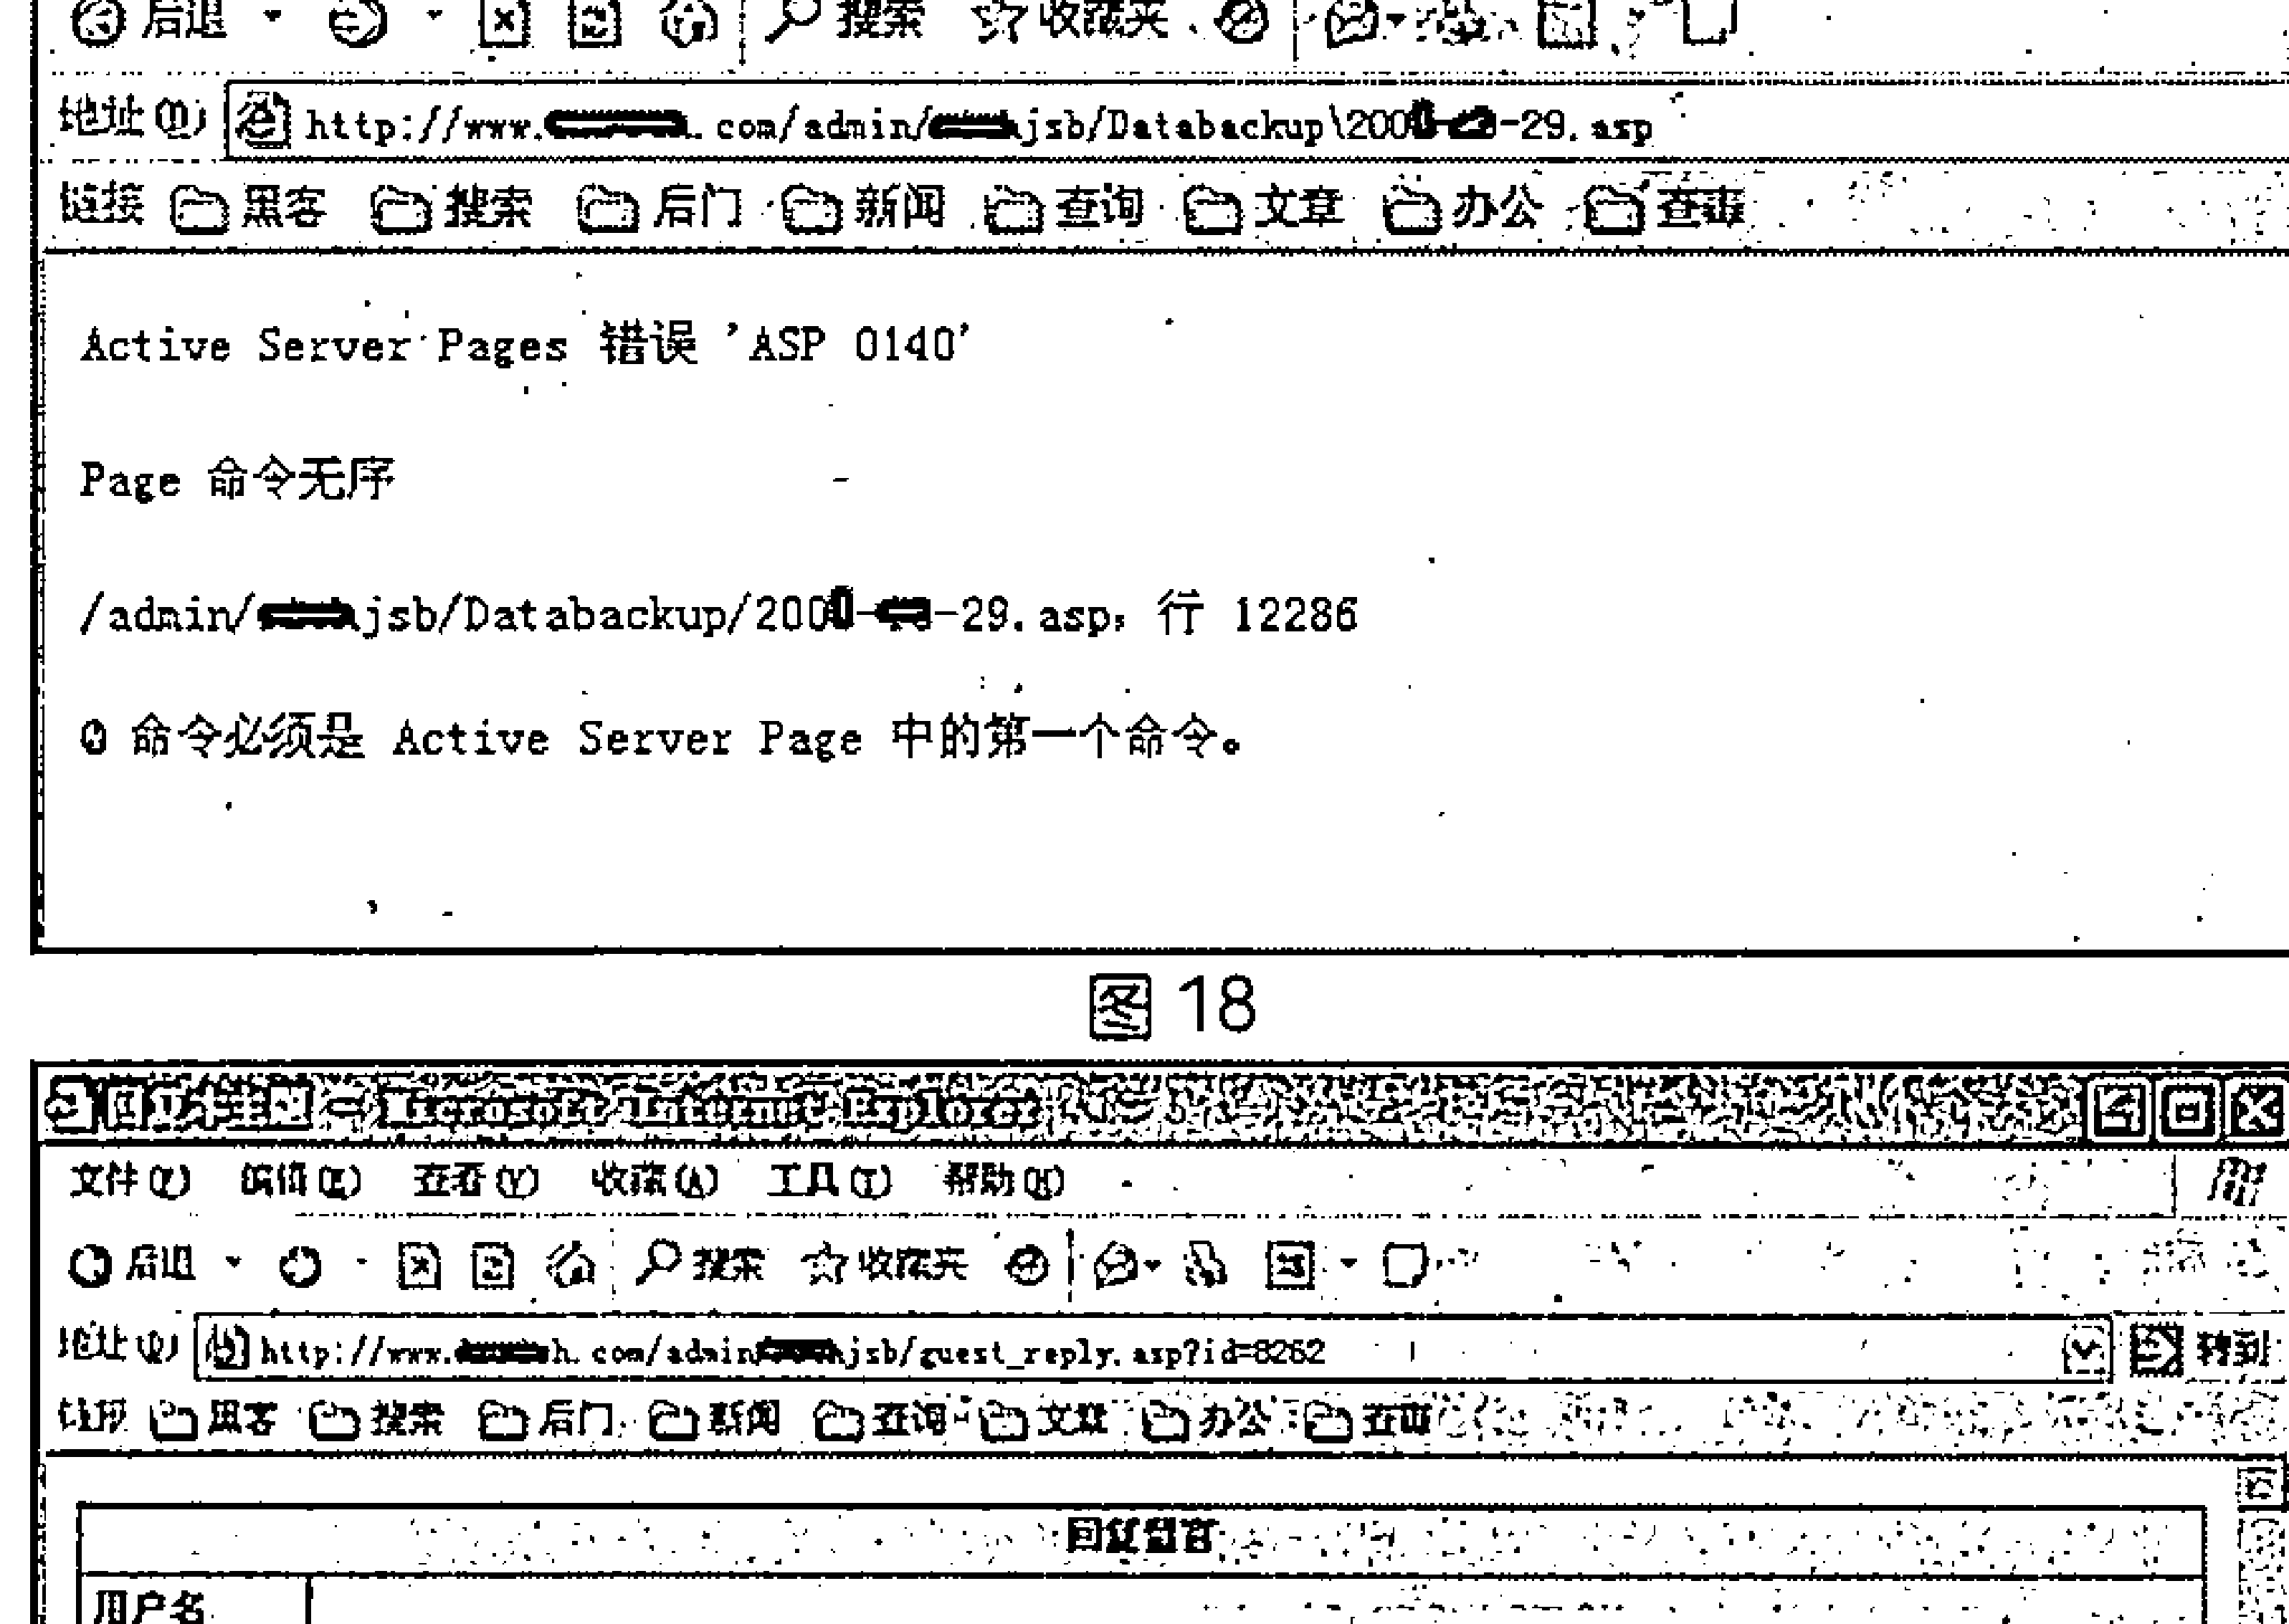 后退 搜索 收藏夹
地址(D) http://www. .com/admin/ jsb/Databackup\200 -29.asp
链接 黑客 搜索 后门 新闻 查询 文章 办公 查毒
Active Server Pages 错误 'ASP 0140'
Page 命令无序
/admin/ jsb/Databackup/200 -29.asp, 行 12286
@ 命令必须是 Active Server Page 中的第一个命令。
图 18
Microsoft Internet Explorer
文件(F) 编辑(E) 查看(V) 收藏(A) 工具(T) 帮助(H)
后退 搜索 收藏夹
地址(D) http://www. h.com/admin/ jsb/guest_reply.asp?id=8262 转到
链接 黑客 搜索 后门 新闻 查询 文章 办公 查毒
回复留言
用户名